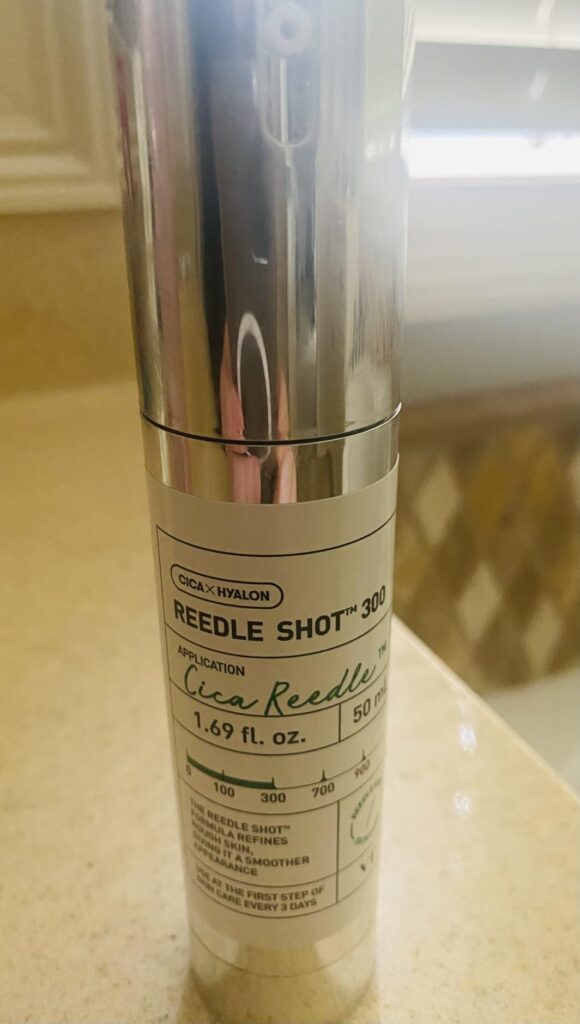 CICA×HYALON
REEDLE SHOT™ 300
APPLICATION
Cica Reedle™
1.69 fl. oz.
50 m
0 100 300 700 900
THE REEDLE SHOT™
FORMULA REFINES
ROUGH SKIN,
GIVING IT A SMOOTHER
APPEARANCE
USE AT THE FIRST STEP OF
SKIN CARE EVERY 3 DAYS